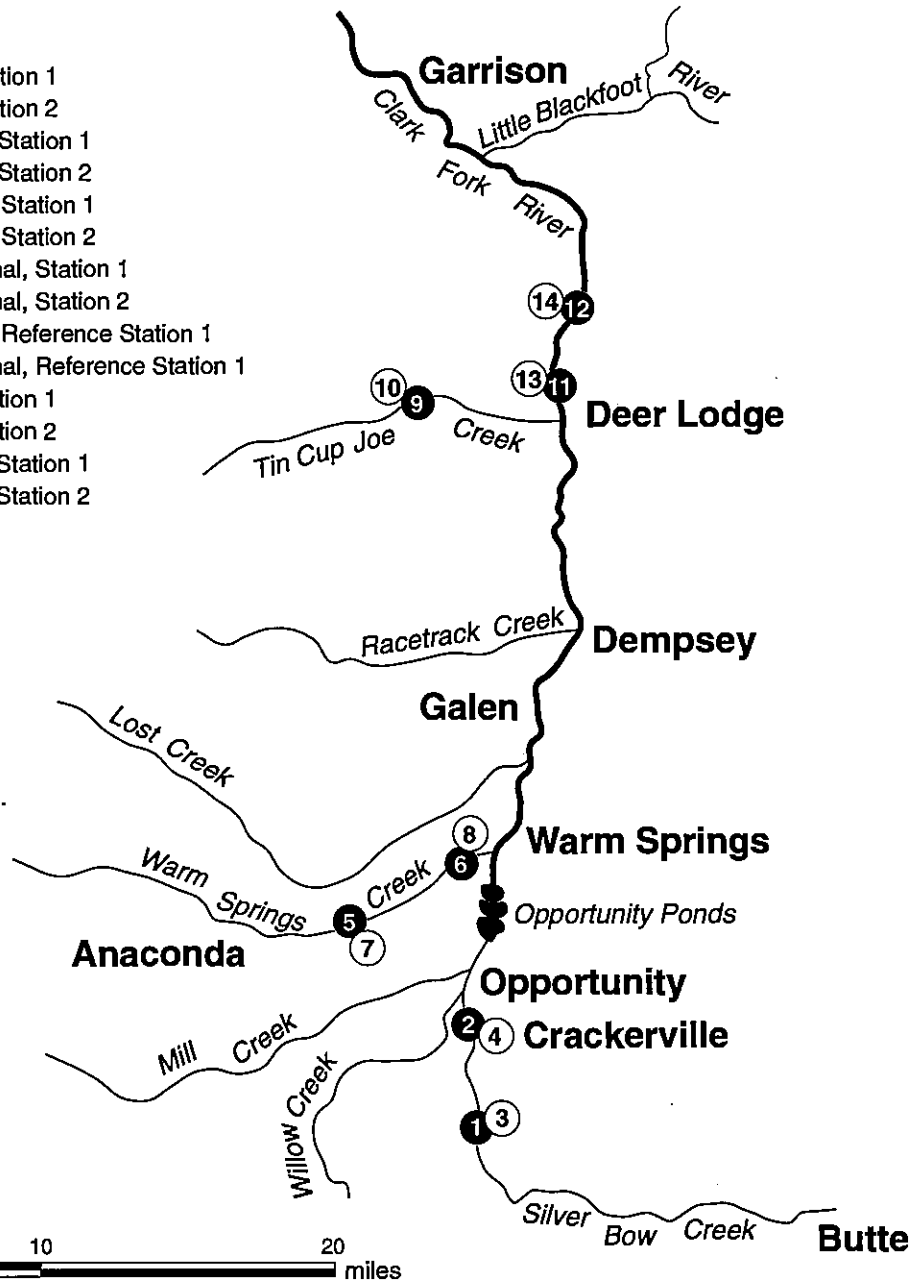 tion 1
tion 2
Station 1
Station 2
Station 1
Station 2
nal, Station 1
nal, Station 2
Reference Station 1
nal, Reference Station 1
tion 1
tion 2
Station 1
Station 2
Garrison
Little Blackfoot River
Clark Fork River
14 12
13 11
10 9
Deer Lodge
Tin Cup Joe Creek
Racetrack Creek
Dempsey
Galen
Lost Creek
8
6
Warm Springs
Warm Springs Creek
Opportunity Ponds
5
7
Anaconda
Opportunity
2 4 Crackerville
Mill Creek
Willow Creek
1 3
Silver Bow Creek
Butte
10 20
miles